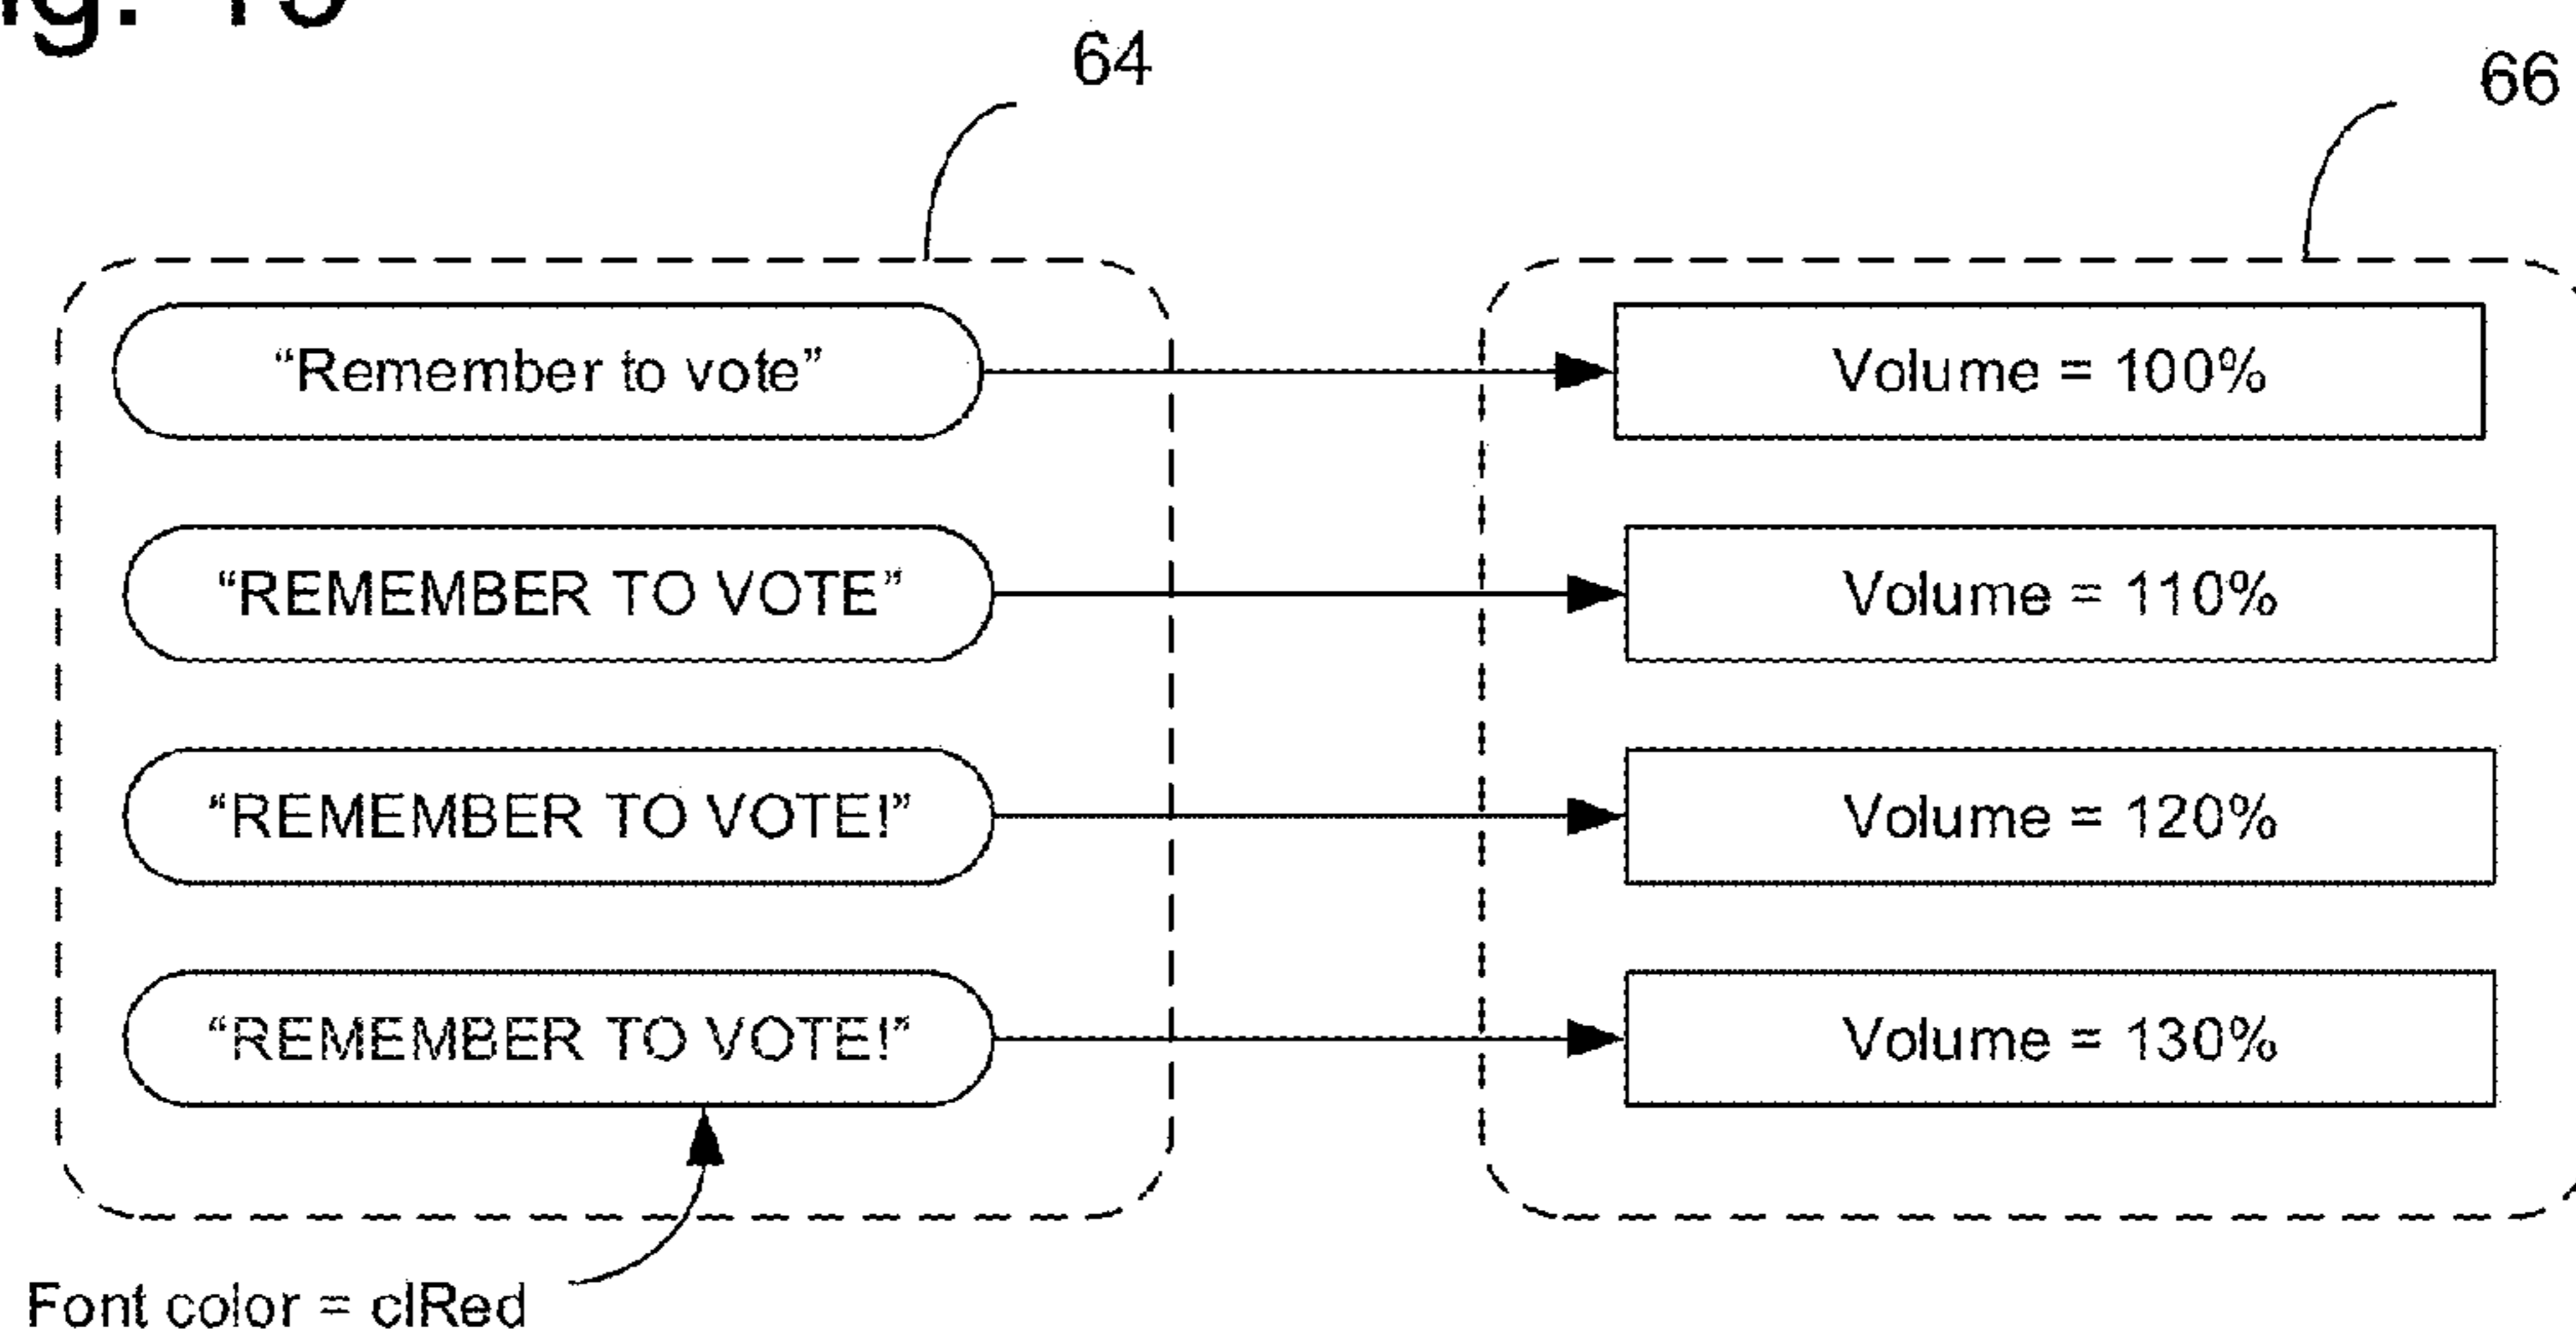 64
66
“Remember to vote” Volume = 100%
“REMEMBER TO VOTE” Volume = 110%
“REMEMBER TO VOTE!” Volume = 120%
“REMEMBER TO VOTE!” Volume = 130%
Font color = clRed